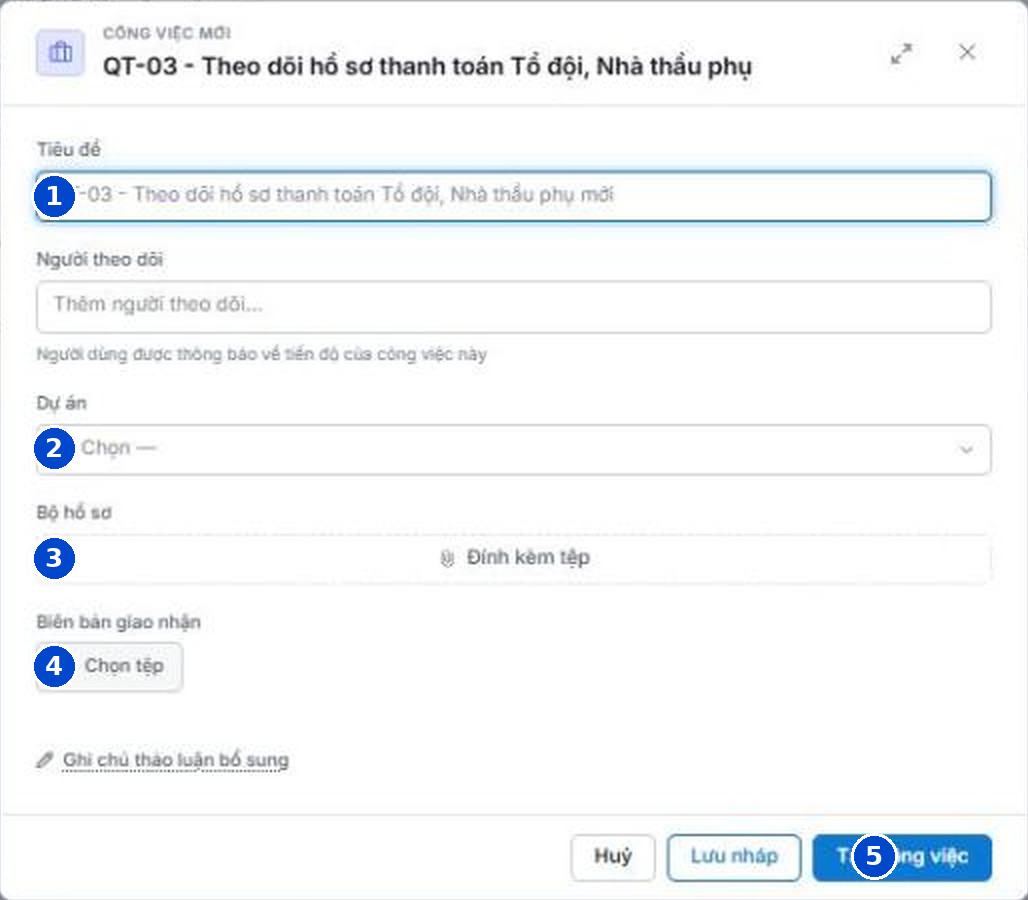 CÔNG VIỆC MỚI
QT-03 - Theo dõi hồ sơ thanh toán Tổ đội, Nhà thầu phụ
Tiêu đề
1 -03 - Theo dõi hồ sơ thanh toán Tổ đội, Nhà thầu phụ mới
Người theo dõi
Thêm người theo dõi...
Người dùng được thông báo về tiến độ của công việc này
Dự án
2 Chọn —
Bộ hồ sơ
3 Đính kèm tệp
Biên bản giao nhận
4 Chọn tệp
Ghi chú thảo luận bổ sung
Huỷ Lưu nháp 5 việc